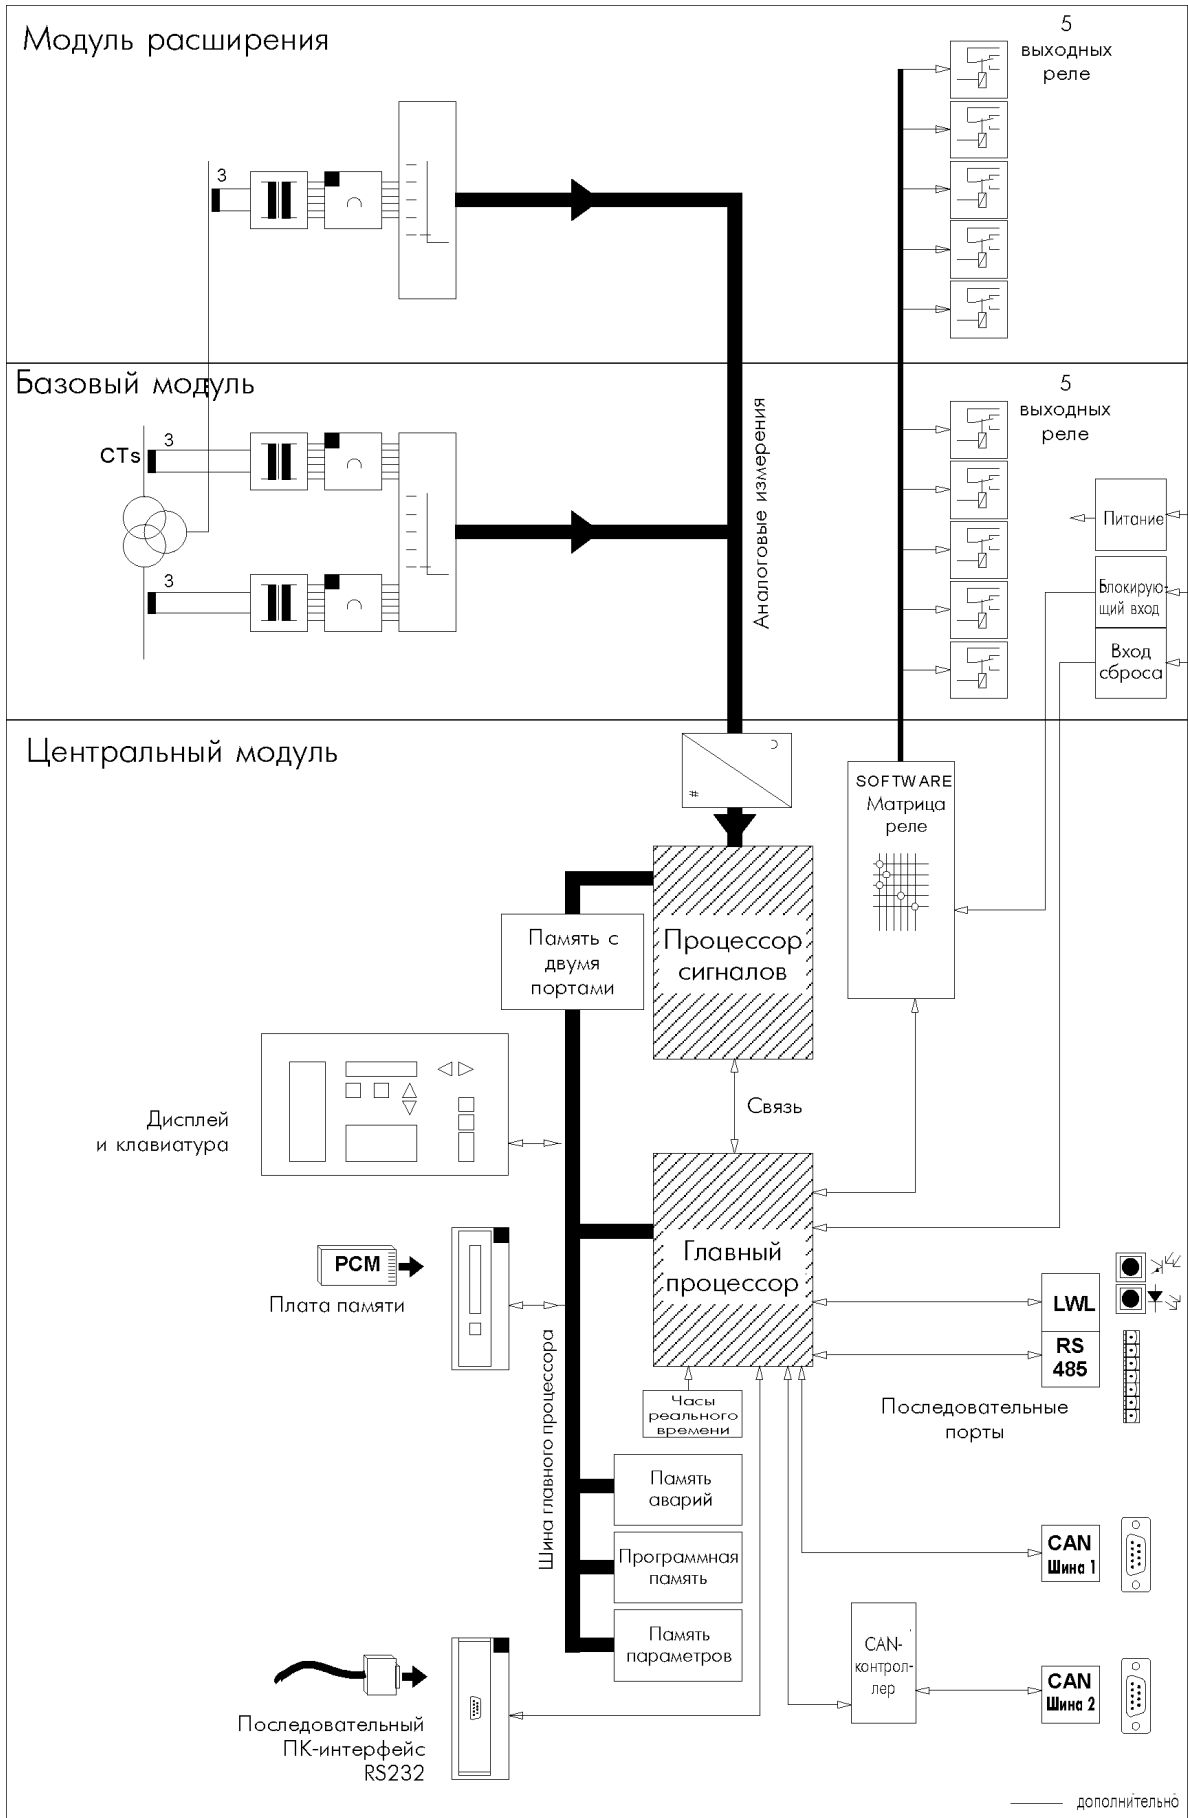 Модуль расширения
5
выходных
реле
3
Базовый модуль
5
выходных
реле
CTs
3
3
Аналоговые измерения
Питание
Блокирую-
щий вход
Вход
сброса
Центральный модуль
#
SOFTWARE
Матрица
реле
Процессор
сигналов
Память с
двумя
портами
Связь
Дисплей
и клавиатура
Главный
процессор
PCM
Плата памяти
LWL
RS
485
Последовательные
порты
Часы
реального
времени
Шина главного процессора
Память
аварий
Программная
память
Память
параметров
CAN
Шина 1
CAN-
контрол-
лер
CAN
Шина 2
Последовательный
ПК-интерфейс
RS232
дополнительно